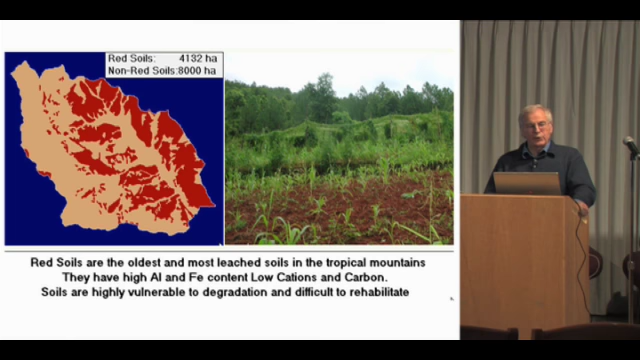 Red Soils: 4132 ha
Non-Red Soils:8000 ha
Red Soils are the oldest and most leached soils in the tropical mountains
They have high Al and Fe content Low Cations and Carbon.
Soils are highly vulnerable to degradation and difficult to rehabilitate